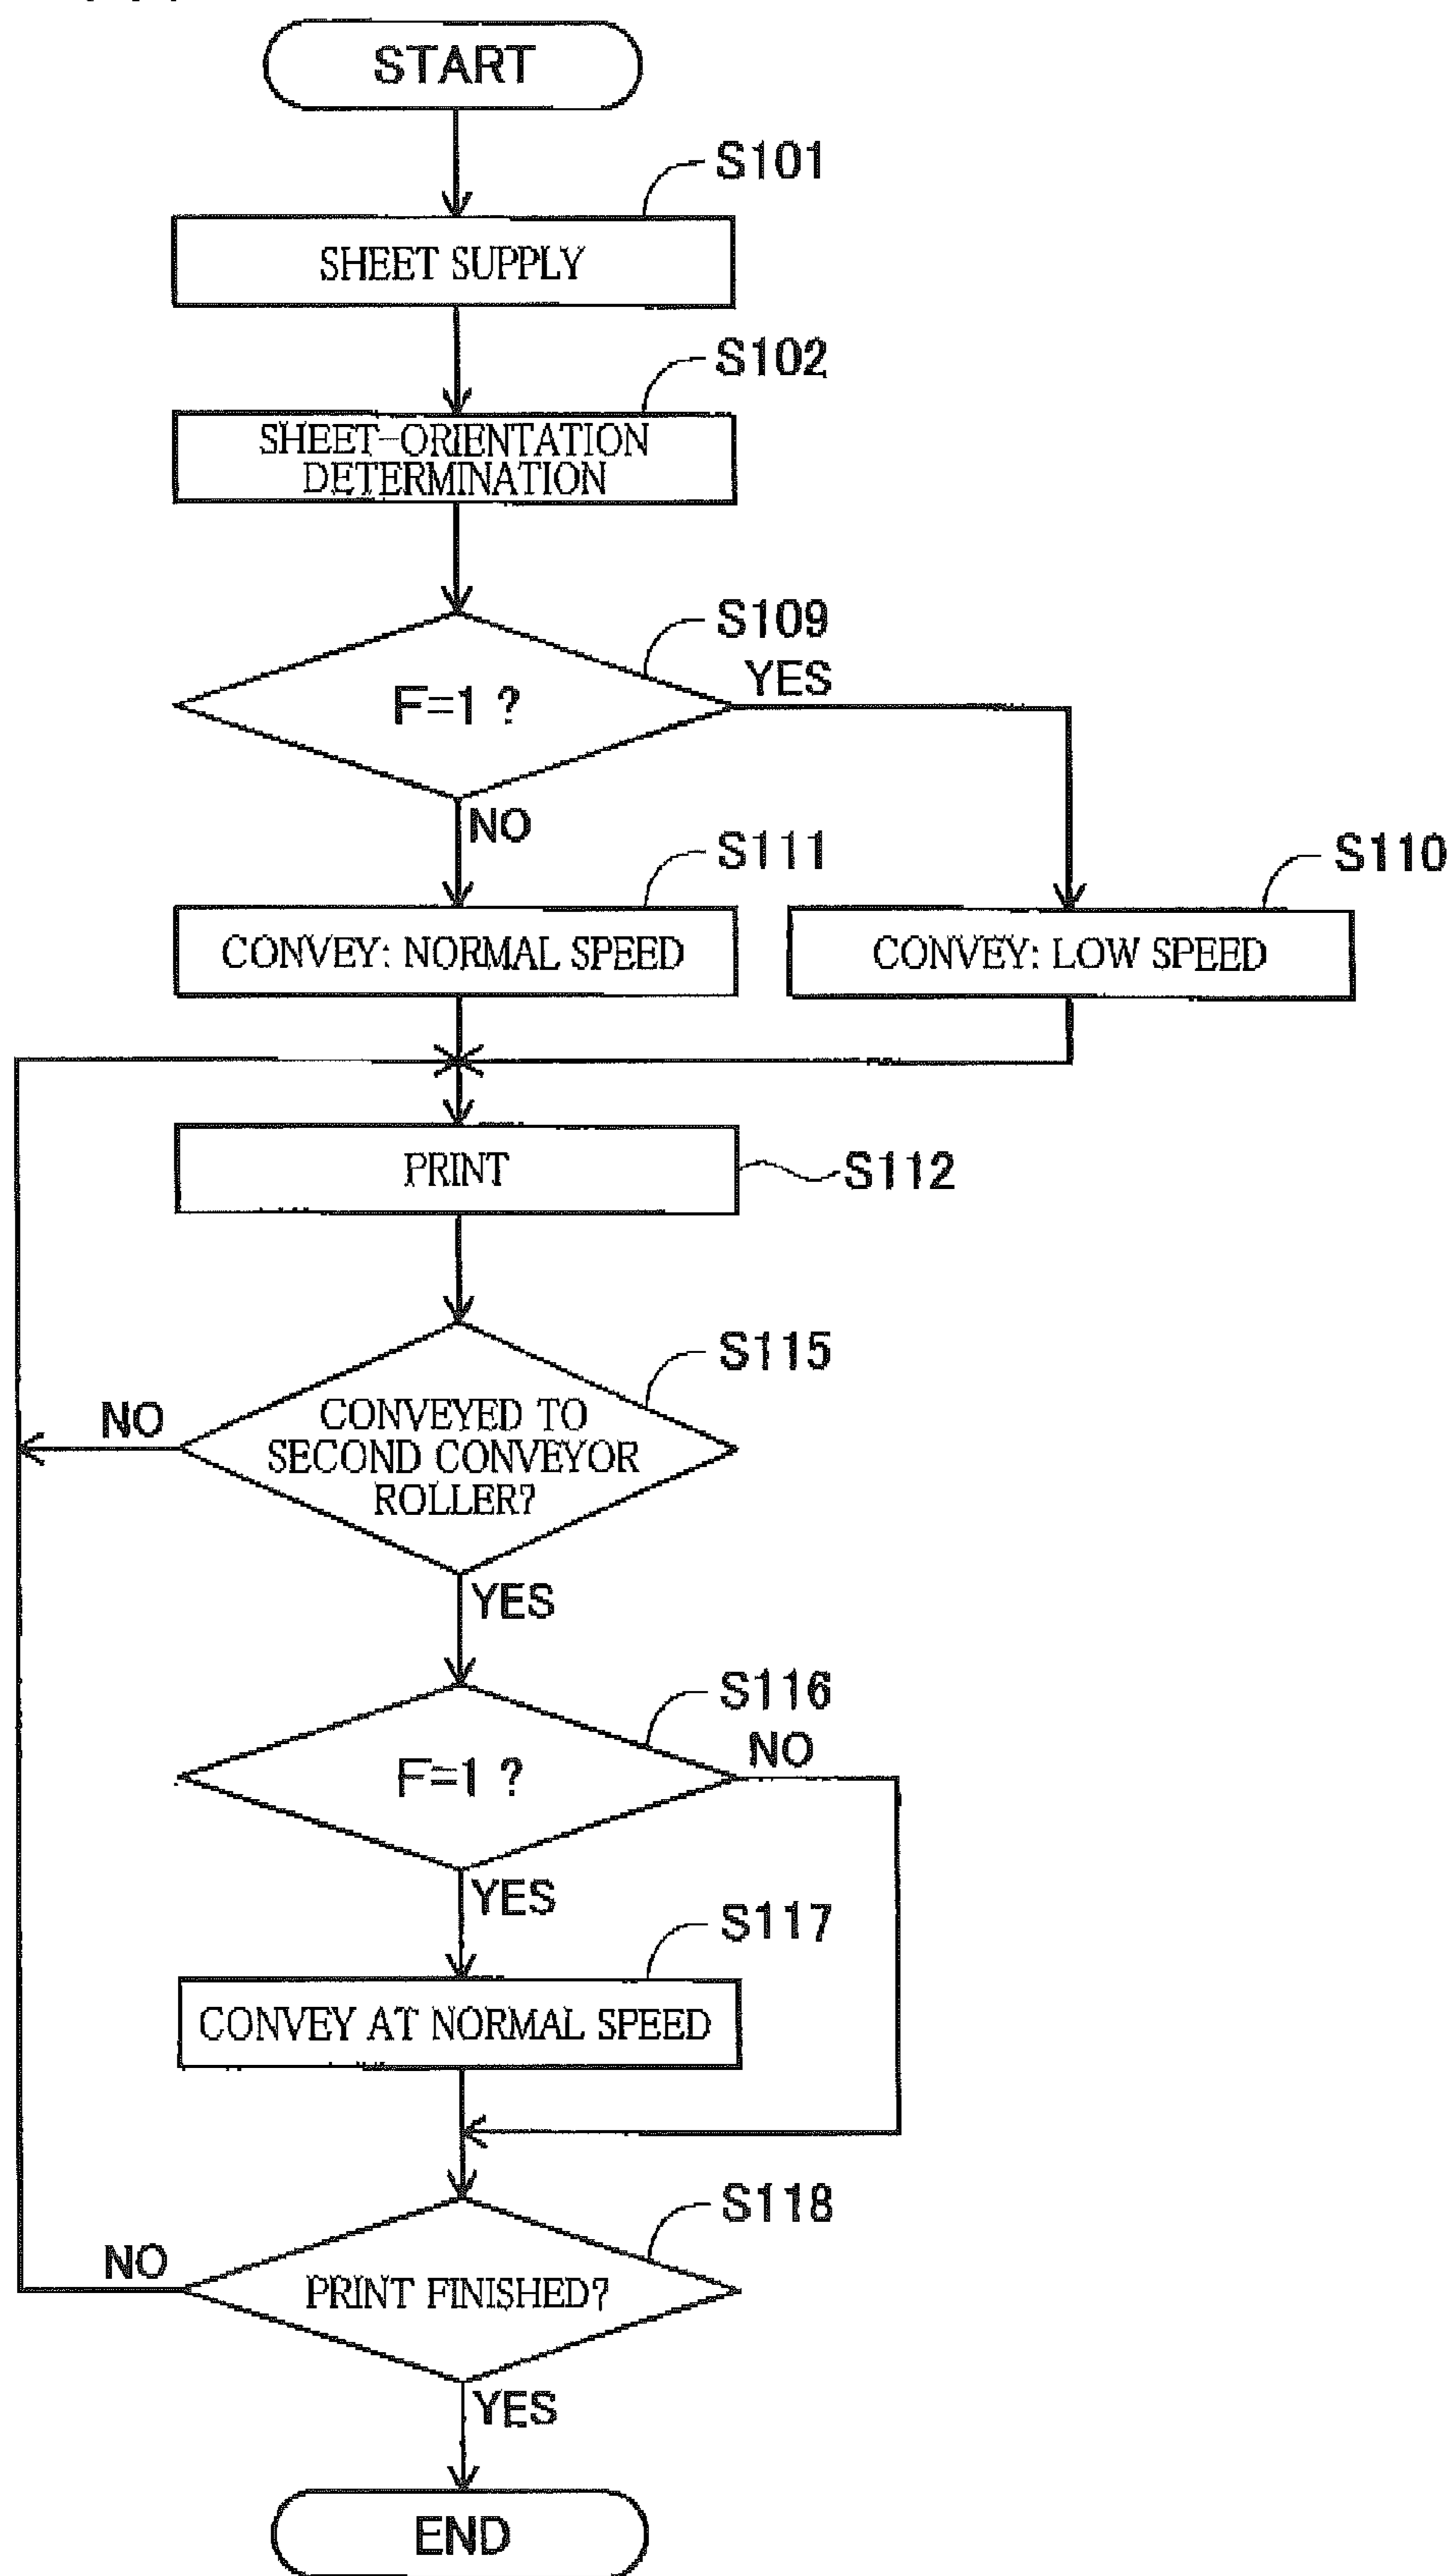 START
S101
SHEET SUPPLY
S102
SHEET-ORIENTATION
DETERMINATION
S109
F=1 ?
YES
NO
S111
CONVEY: NORMAL SPEED
S110
CONVEY: LOW SPEED
PRINT
S112
S115
CONVEYED TO
SECOND CONVEYOR
ROLLER?
NO
YES
S116
F=1 ?
NO
YES
S117
CONVEY AT NORMAL SPEED
S118
PRINT FINISHED?
NO
YES
END